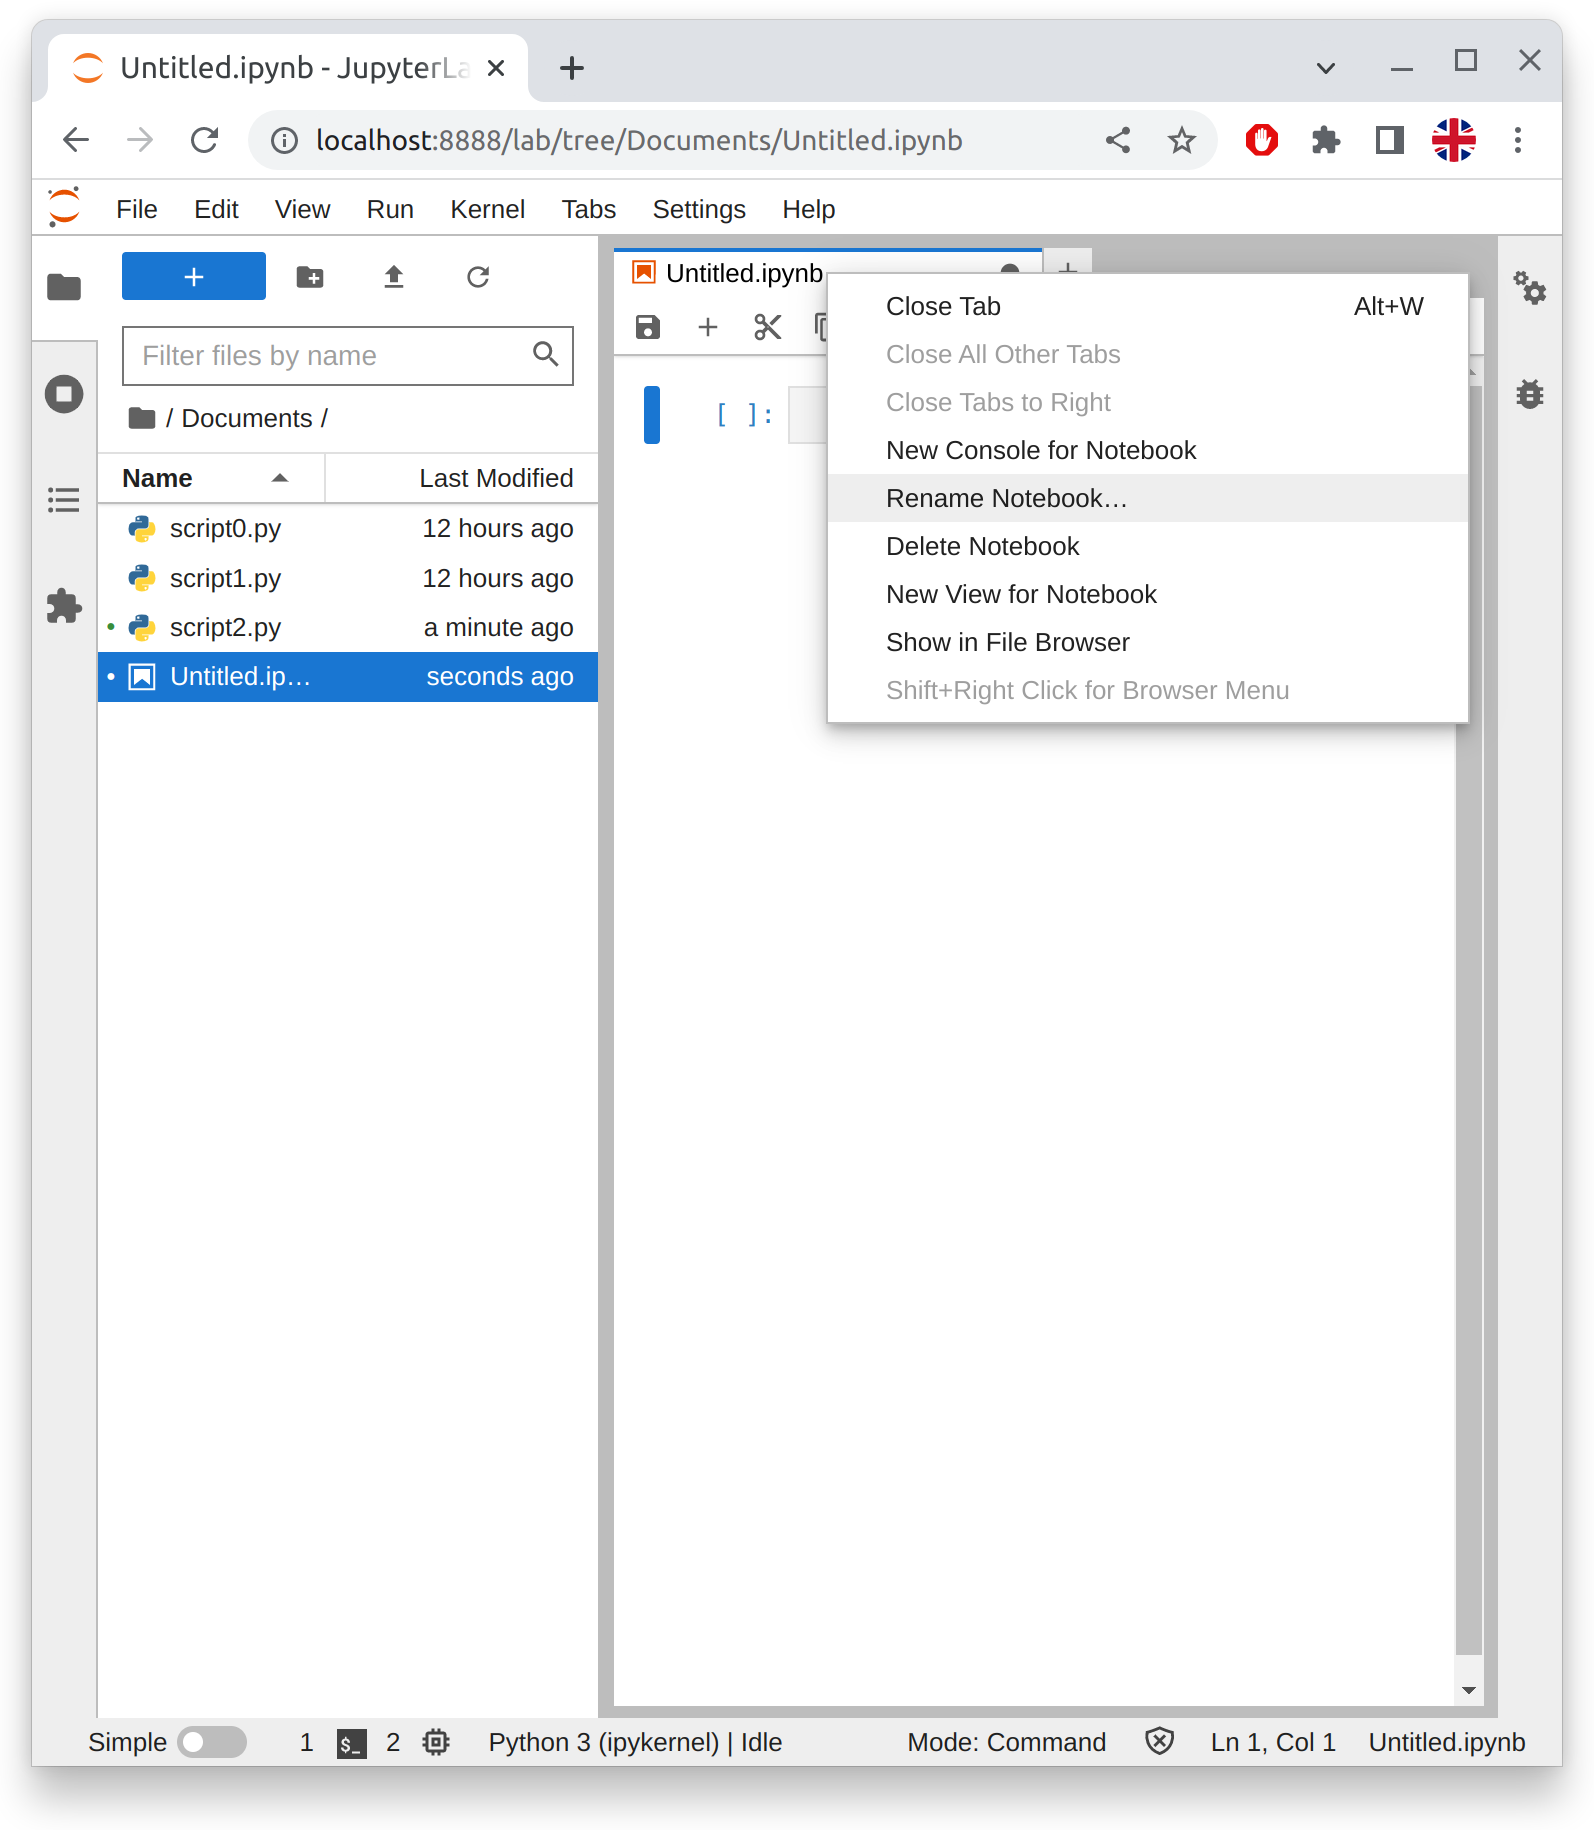 Untitled.ipynb - JupyterLa
localhost:8888/lab/tree/Documents/Untitled.ipynb
File Edit View Run Kernel Tabs Settings Help
Untitled.ipynb
Filter files by name
/ Documents /
Name Last Modified
script0.py 12 hours ago
script1.py 12 hours ago
script2.py a minute ago
Untitled.ip… seconds ago
[ ]:
Close Tab Alt+W
Close All Other Tabs
Close Tabs to Right
New Console for Notebook
Rename Notebook…
Delete Notebook
New View for Notebook
Show in File Browser
Shift+Right Click for Browser Menu
Simple 1 $_ 2 Python 3 (ipykernel) | Idle Mode: Command Ln 1, Col 1 Untitled.ipynb